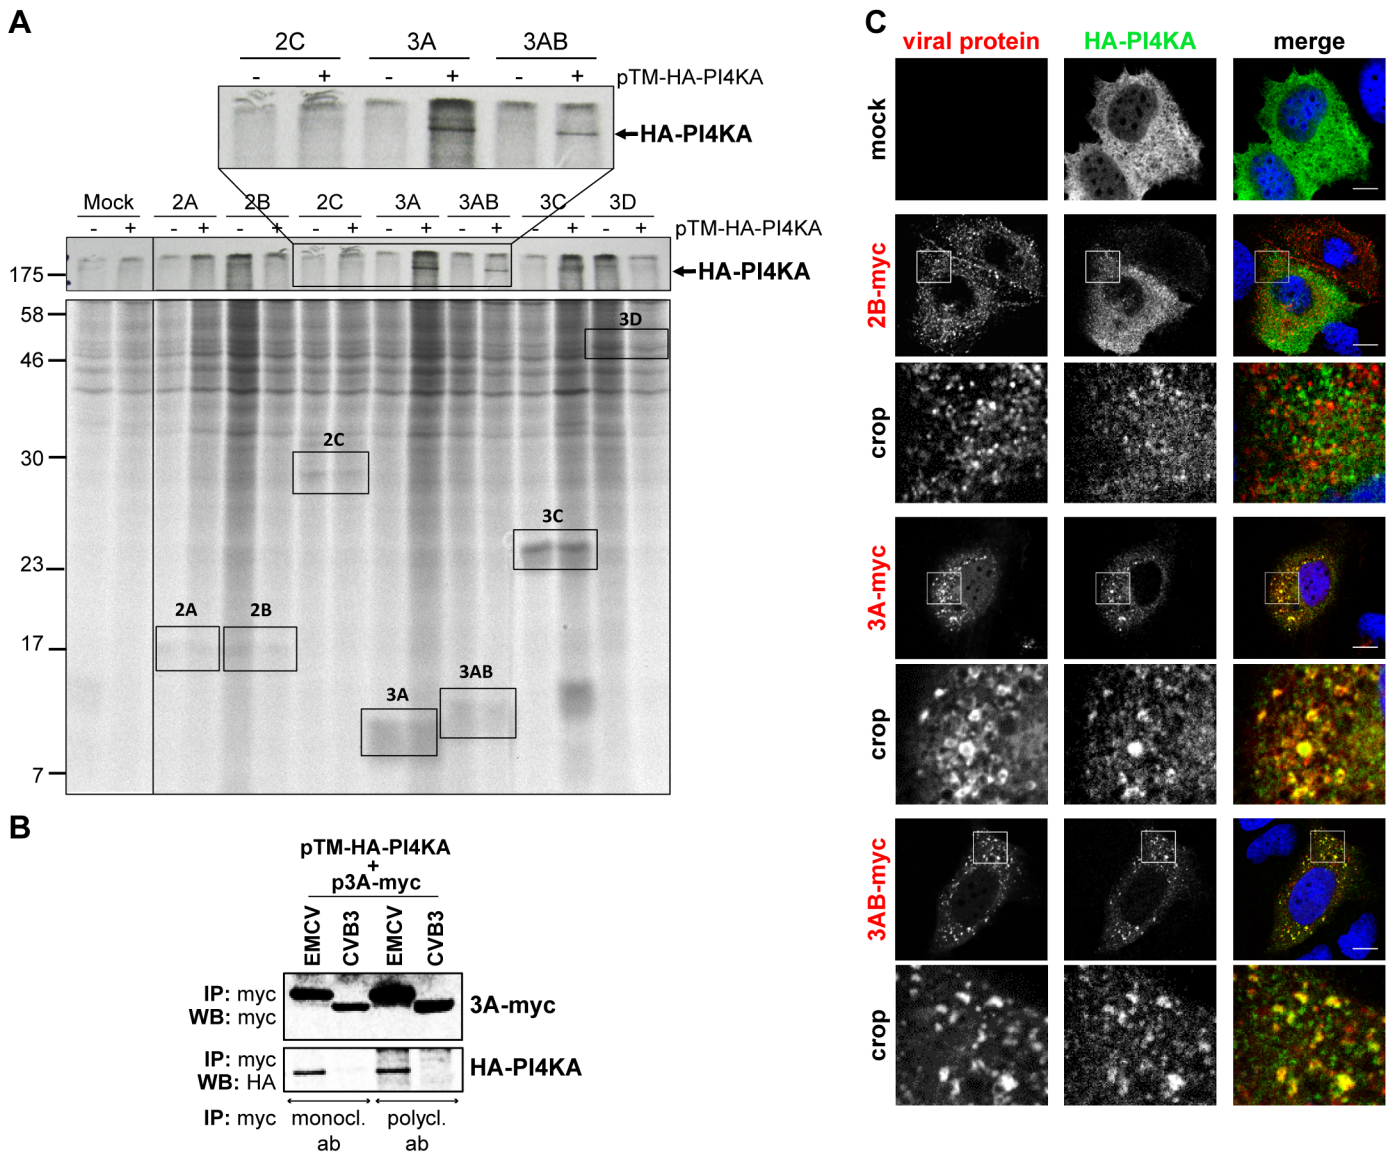 A
2C 3A 3AB
- + - + - + pTM-HA-PI4KA
HA-PI4KA
Mock 2A 2B 2C 3A 3AB 3C 3D
- + - + - + - + - + - + - + - + pTM-HA-PI4KA
175
HA-PI4KA
58
46
30
23
17
7
3D
2C
3C
2A 2B
3AB
3A
B
pTM-HA-PI4KA
+
p3A-myc
EMCV CVB3 EMCV CVB3
IP: myc
WB: myc
3A-myc
IP: myc
WB: HA
HA-PI4KA
IP: myc monocl. polycl.
ab ab
C
viral protein HA-PI4KA merge
mock
2B-myc
crop
3A-myc
crop
3AB-myc
crop